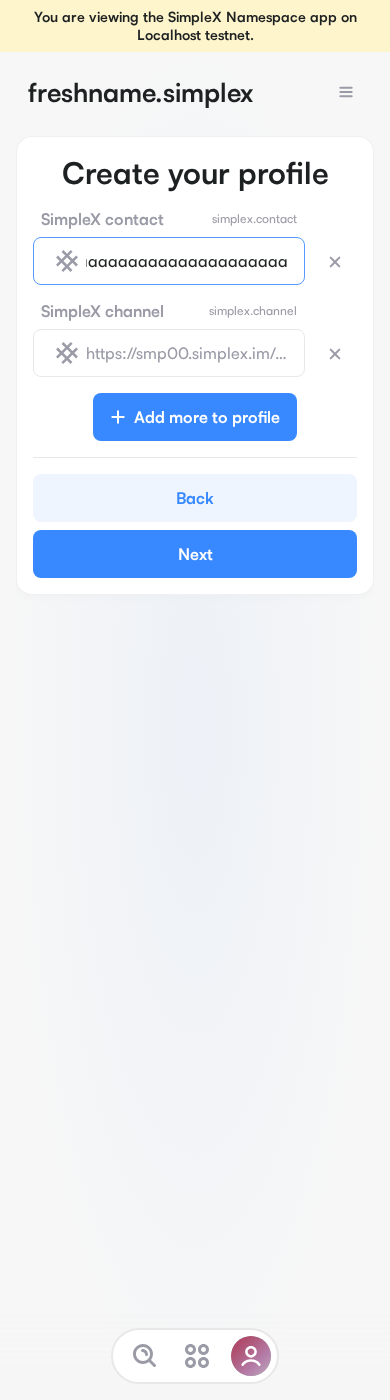 You are viewing the SimpleX Namespace app on
Localhost testnet.
freshname.simplex
Create your profile
SimpleX contact
simplex.contact
aaaaaaaaaaaaaaaaaaaaa
SimpleX channel
simplex.channel
https://smp00.simplex.im/...
Add more to profile
Back
Next